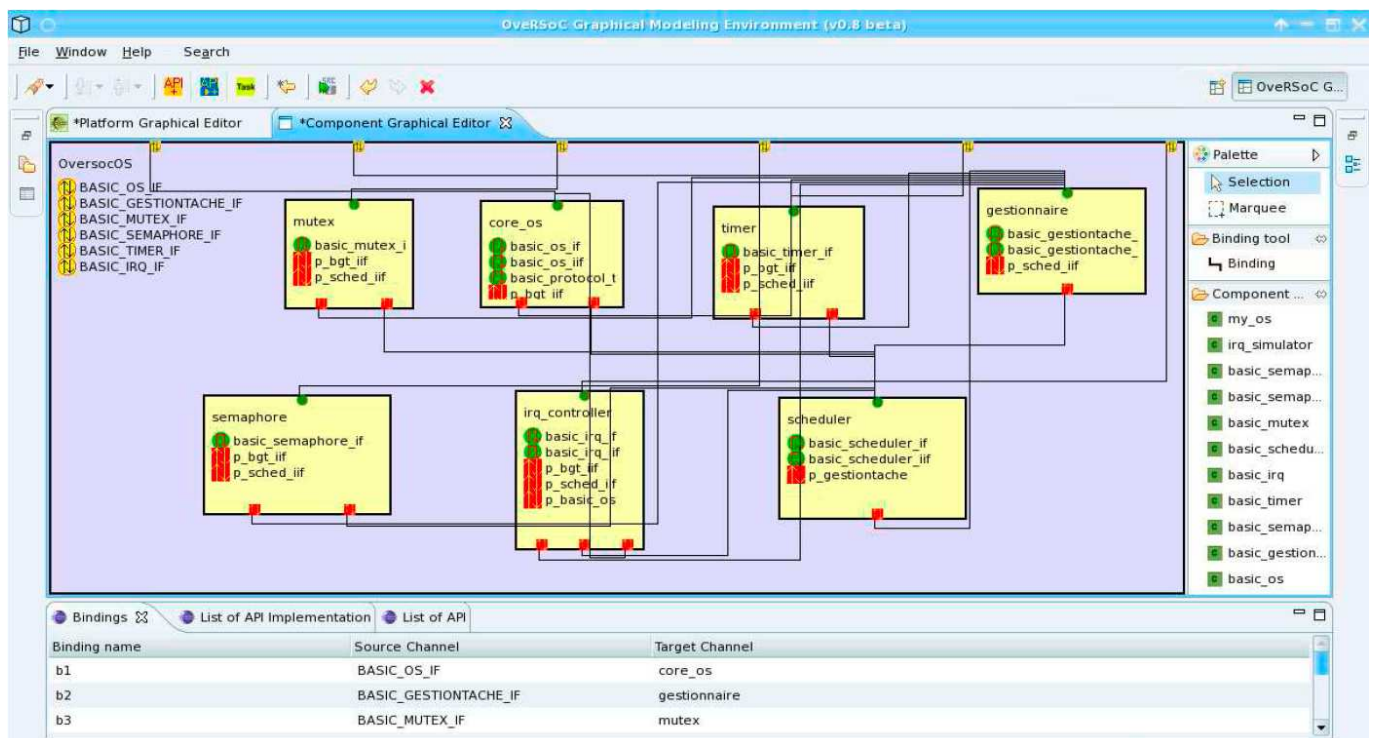 OveRSoC Graphical Modeling Environment (v0.8 beta)
File Window Help Search
API Task OveRSoC G...
*Platform Graphical Editor *Component Graphical Editor
OversocOS
BASIC_OS_IF
BASIC_GESTIONTACHE_IF
BASIC_MUTEX_IF
BASIC_SEMAPHORE_IF
BASIC_TIMER_IF
BASIC_IRQ_IF
mutex
basic_mutex_i
p_bgt_iif
p_sched_iif
core_os
basic_os_if
basic_os_iif
basic_protocol_t
p_bgt_iif
timer
basic_timer_if
p_bgt_iif
p_sched_iif
gestionnaire
basic_gestiontache_
basic_gestiontache_
p_sched_iif
semaphore
basic_semaphore_if
p_bgt_iif
p_sched_iif
irq_controller
basic_irq_if
basic_irq_iif
p_bgt_iif
p_sched_iif
p_basic_os
scheduler
basic_scheduler_if
basic_scheduler_iif
p_gestiontache
Palette
Selection
Marquee
Binding tool
Binding
Component ...
my_os
irq_simulator
basic_semap...
basic_semap...
basic_mutex
basic_schedu...
basic_irq
basic_timer
basic_semap...
basic_gestion...
basic_os
Bindings List of API Implementation List of API
Binding name Source Channel Target Channel
b1 BASIC_OS_IF core_os
b2 BASIC_GESTIONTACHE_IF gestionnaire
b3 BASIC_MUTEX_IF mutex